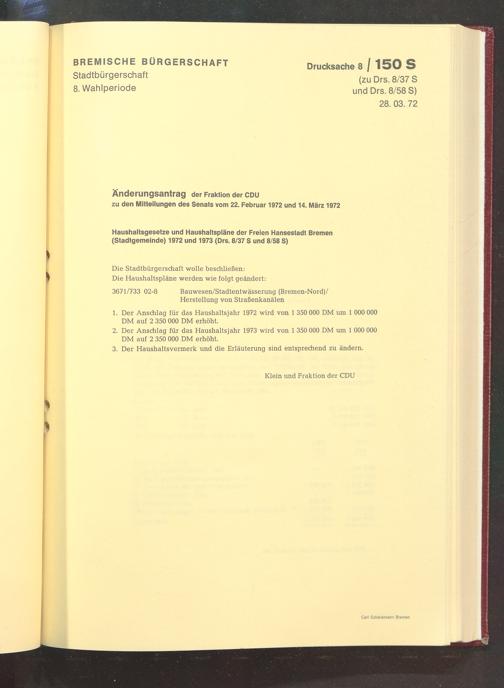 BREMISCHE BÜRGERSCHAFT
Stadtbürgerschaft
8. Wahlperiode
Drucksache 8 / 150 S
(zu Drs. 8/37 S
und Drs. 8/58 S)
28. 03. 72
Änderungsantrag der Fraktion der CDU
zu den Mitteilungen des Senats vom 22. Februar 1972 und 14. März 1972
Haushaltsgesetze und Haushaltspläne der Freien Hansestadt Bremen
(Stadtgemeinde) 1972 und 1973 (Drs. 8/37 S und 8/58 S)
Die Stadtbürgerschaft wolle beschließen:
Die Haushaltspläne werden wie folgt geändert:
3671/733 02-8 Bauwesen/Stadtentwässerung (Bremen-Nord)/
Herstellung von Straßenkanälen
1. Der Anschlag für das Haushaltsjahr 1972 wird von 1 350 000 DM um 1 000 000
DM auf 2 350 000 DM erhöht.
2. Der Anschlag für das Haushaltsjahr 1973 wird von 1 350 000 DM um 1 000 000
DM auf 2 350 000 DM erhöht.
3. Der Haushaltsvermerk und die Erläuterung sind entsprechend zu ändern.
Klein und Fraktion der CDU
Carl Schünemann Bremen